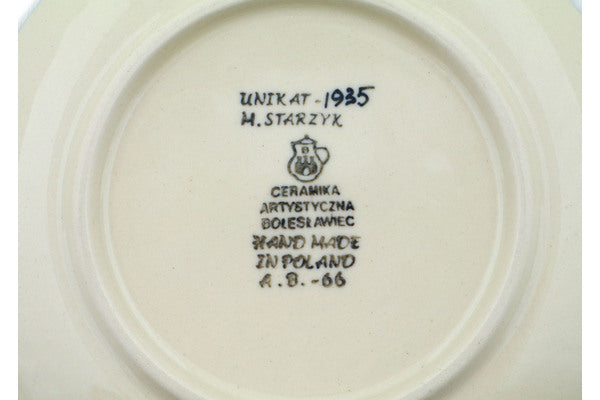 UNIKAT-1935
M.STARZYK
CERAMIKA
ARTYSTYCZNA
BOLESŁAWIEC
HAND MADE
IN POLAND
A.B.-66